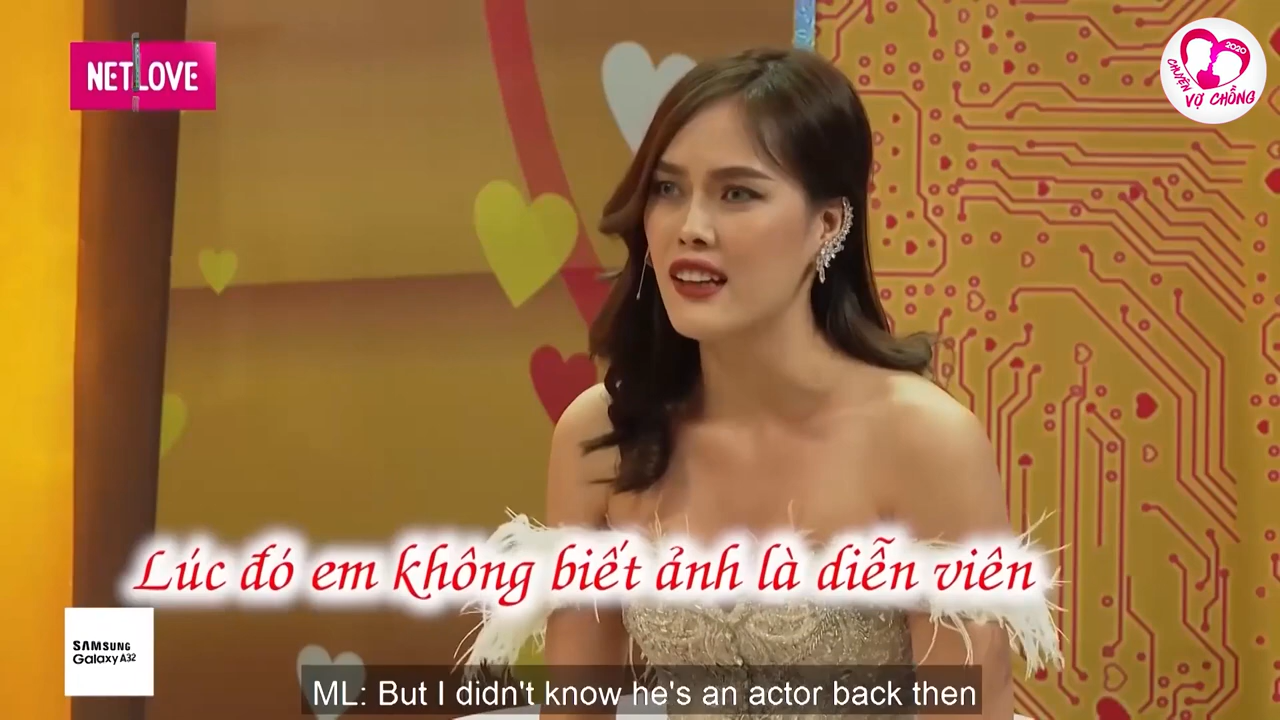 NETLOVE
2020
CHUYỆN
VỢ CHỒNG
Lúc đó em không biết ảnh là diễn viên
SAMSUNG
Galaxy A32
ML: But I didn't know he's an actor back then